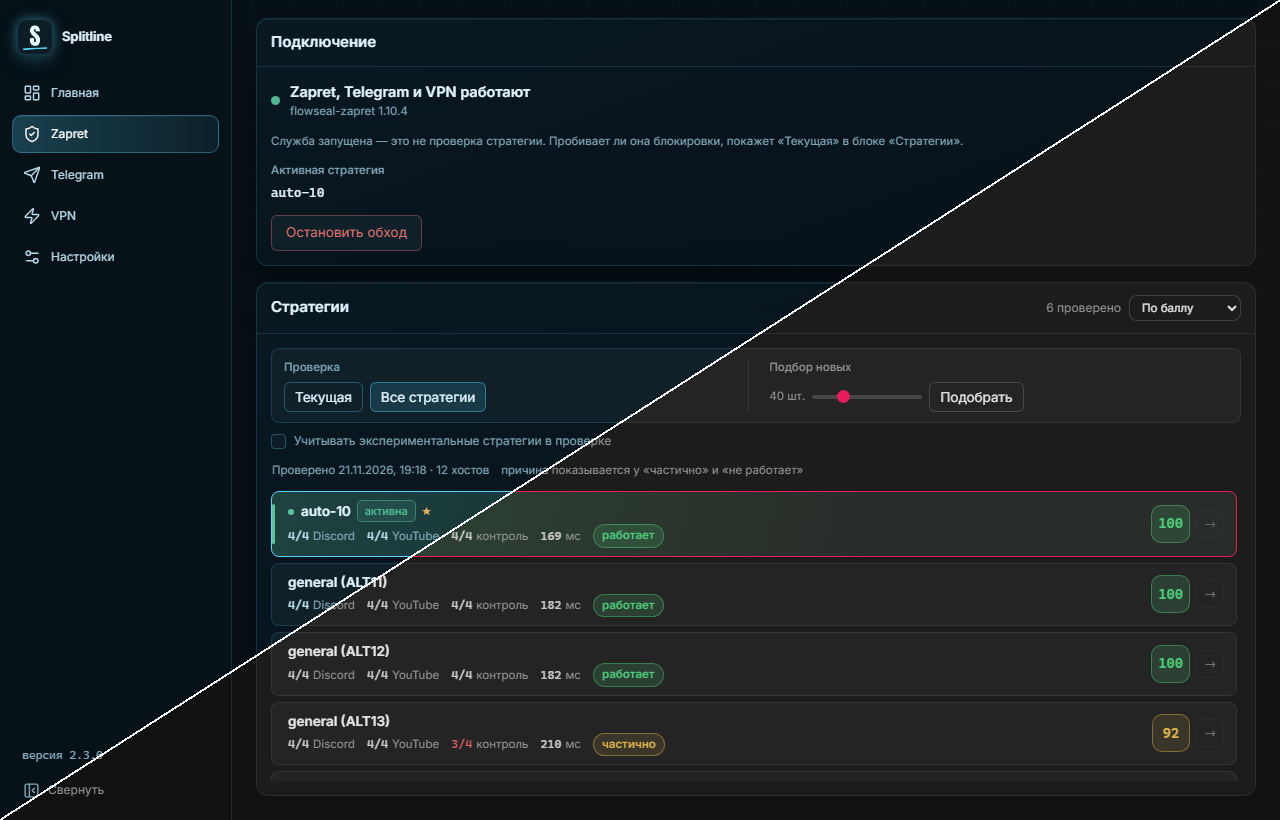 Splitline
Главная
Zapret
Telegram
VPN
Настройки
версия 2.3.0
Свернуть
Подключение
Zapret, Telegram и VPN работают
flowseal-zapret 1.10.4
Служба запущена — это не проверка стратегии. Пробивает ли она блокировки, покажет «Текущая» в блоке «Стратегии».
Активная стратегия
auto-10
Остановить обход
Стратегии
6 проверено По баллу
Проверка
Текущая Все стратегии
Подбор новых
40 шт. Подобрать
Учитывать экспериментальные стратегии в проверке
Проверено 21.11.2026, 19:18 · 12 хостов причина показывается у «частично» и «не работает»
auto-10 активна ★
4/4 Discord 4/4 YouTube 4/4 контроль 169 мс работает
100 →
general (ALT11)
4/4 Discord 4/4 YouTube 4/4 контроль 182 мс работает
100 →
general (ALT12)
4/4 Discord 4/4 YouTube 4/4 контроль 182 мс работает
100 →
general (ALT13)
4/4 Discord 4/4 YouTube 3/4 контроль 210 мс частично
92 →